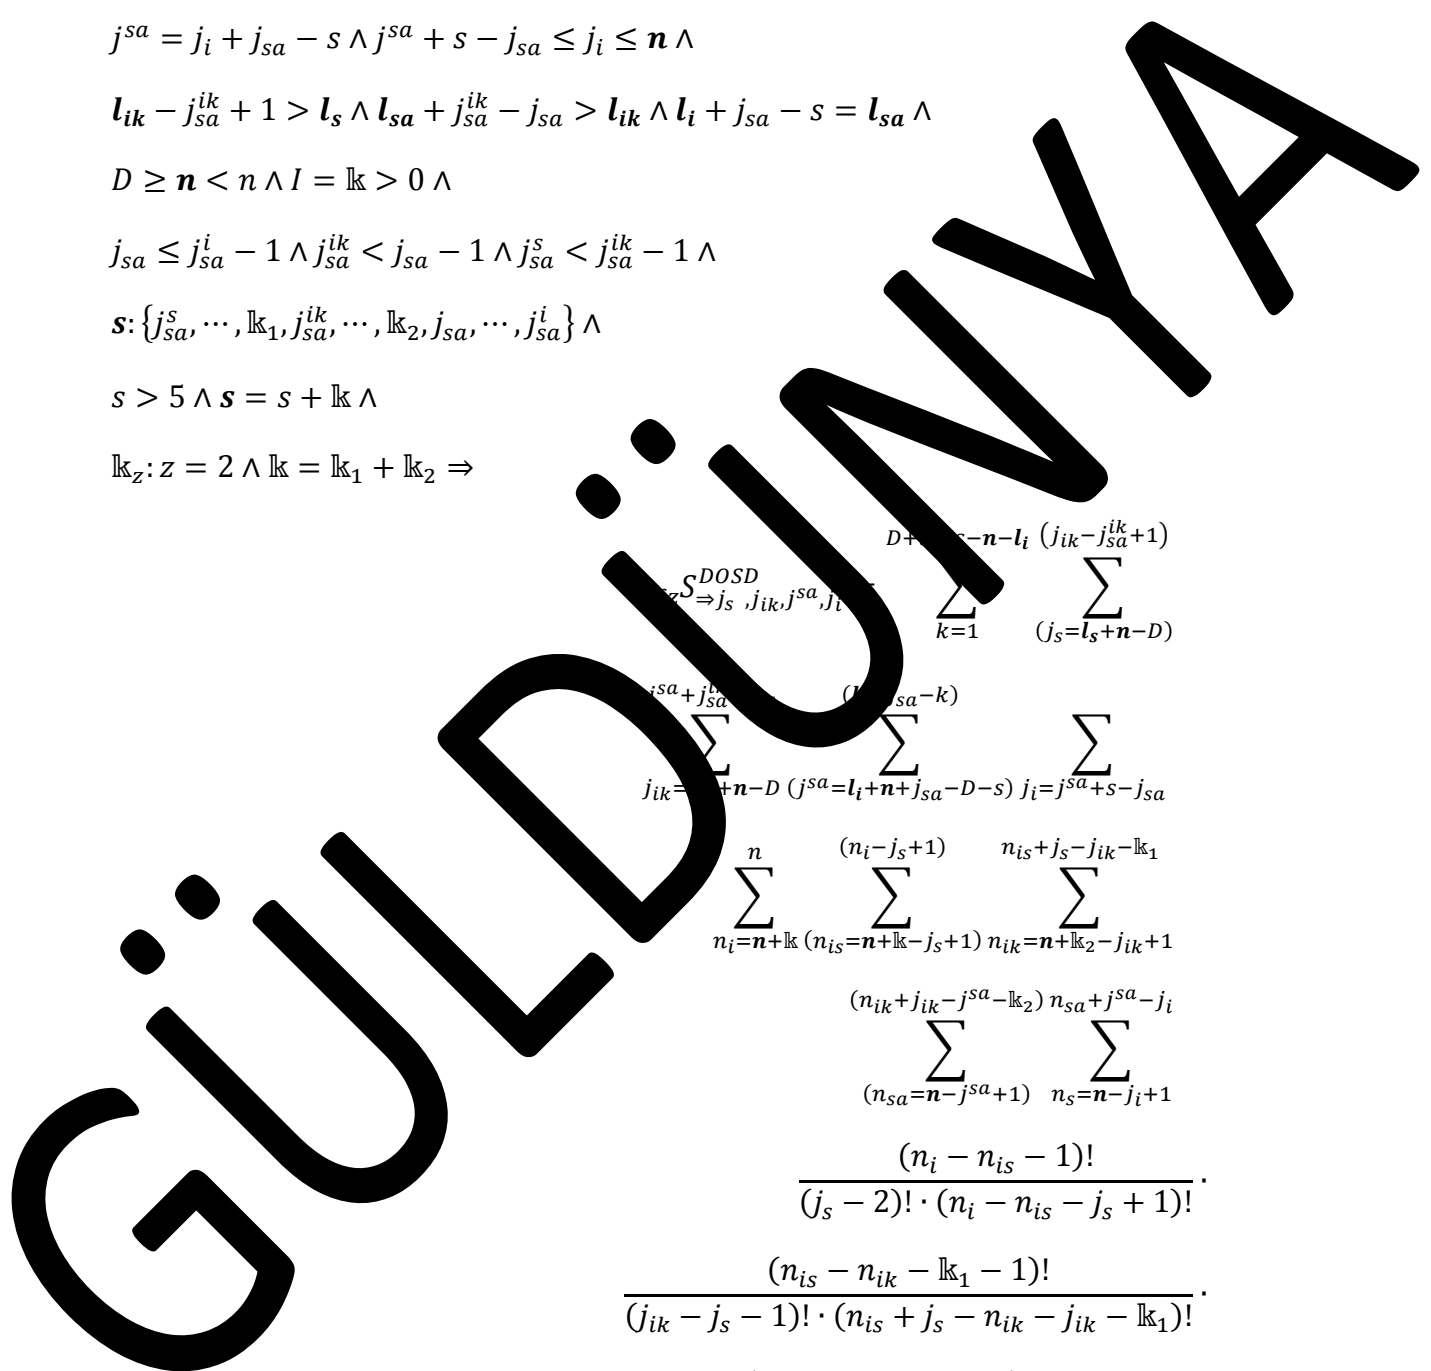 j^{sa} = j_i + j_{sa} − s ∧ j^{sa} + s − j_{sa} ≤ j_i ≤ 𝒏 ∧
𝒍_{ik} − j_{sa}^{ik} + 1 > 𝒍_s ∧ 𝒍_{sa} + j_{sa}^{ik} − j_{sa} > 𝒍_{ik} ∧ 𝒍_i + j_{sa} − s = 𝒍_{sa} ∧
D ≥ 𝒏 < n ∧ I = 𝕜 > 0 ∧
j_{sa} ≤ j_{sa}^{i} − 1 ∧ j_{sa}^{ik} < j_{sa} − 1 ∧ j_{sa}^{s} < j_{sa}^{ik} − 1 ∧
𝒔: {j_{sa}^{s}, ⋯ , 𝕜_1, j_{sa}^{ik}, ⋯ , 𝕜_2, j_{sa}, ⋯ , j_{sa}^{i}} ∧
s > 5 ∧ 𝒔 = s + 𝕜 ∧
𝕜_z: z = 2 ∧ 𝕜 = 𝕜_1 + 𝕜_2 ⇒
D+ s−𝒏−𝒍_i (j_{ik}−j_{sa}^{ik}+1)
S^{DOSD}_{⇒j_s ,j_{ik},j^{sa},j_i} ∑ ∑
k=1 (j_s=𝒍_s+𝒏−D)
j^{sa}+j_{sa} ( j_{sa}−k)
∑ ∑ ∑
j_{ik}= +𝒏−D (j^{sa}=𝒍_i+𝒏+j_{sa}−D−s) j_i=j^{sa}+s−j_{sa}
n (n_i−j_s+1) n_{is}+j_s−j_{ik}−𝕜_1
∑ ∑ ∑
n_i=𝒏+𝕜 (n_{is}=𝒏+𝕜−j_s+1) n_{ik}=𝒏+𝕜_2−j_{ik}+1
(n_{ik}+j_{ik}−j^{sa}−𝕜_2) n_{sa}+j^{sa}−j_i
∑ ∑
(n_{sa}=𝒏−j^{sa}+1) n_s=𝒏−j_i+1
(n_i − n_{is} − 1)!
(j_s − 2)! · (n_i − n_{is} − j_s + 1)! ·
(n_{is} − n_{ik} − 𝕜_1 − 1)!
(j_{ik} − j_s − 1)! · (n_{is} + j_s − n_{ik} − j_{ik} − 𝕜_1)! ·
GÜLDÜNYA